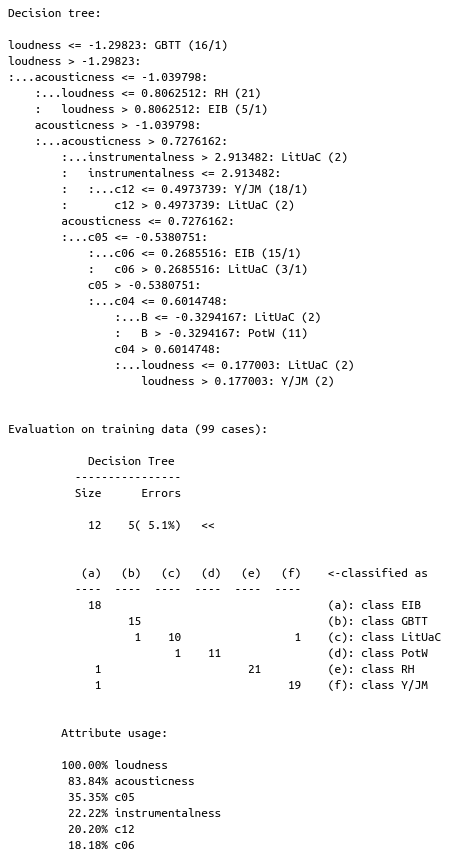 Decision tree:

loudness <= -1.29823: GBTT (16/1)
loudness > -1.29823:
:...acousticness <= -1.039798:
    :...loudness <= 0.8062512: RH (21)
    :   loudness > 0.8062512: EIB (5/1)
    acousticness > -1.039798:
    :...acousticness > 0.7276162:
        :...instrumentalness > 2.913482: LitUaC (2)
        :   instrumentalness <= 2.913482:
        :   :...c12 <= 0.4973739: Y/JM (18/1)
        :       c12 > 0.4973739: LitUaC (2)
        acousticness <= 0.7276162:
        :...c05 <= -0.5380751:
            :...c06 <= 0.2685516: EIB (15/1)
            :   c06 > 0.2685516: LitUaC (3/1)
            c05 > -0.5380751:
            :...c04 <= 0.6014748:
                :...B <= -0.3294167: LitUaC (2)
                :   B > -0.3294167: PotW (11)
                c04 > 0.6014748:
                :...loudness <= 0.177003: LitUaC (2)
                    loudness > 0.177003: Y/JM (2)

Evaluation on training data (99 cases):

            Decision Tree
          ----------------
          Size      Errors

            12    5( 5.1%)   <<

           (a)   (b)   (c)   (d)   (e)   (f)    <-classified as
          ----  ----  ----  ----  ----  ----
            18                                  (a): class EIB
                  15                            (b): class GBTT
                   1    10                 1    (c): class LitUaC
                         1    11                (d): class PotW
             1                      21          (e): class RH
             1                            19    (f): class Y/JM

        Attribute usage:

        100.00% loudness
         83.84% acousticness
         35.35% c05
         22.22% instrumentalness
         20.20% c12
         18.18% c06